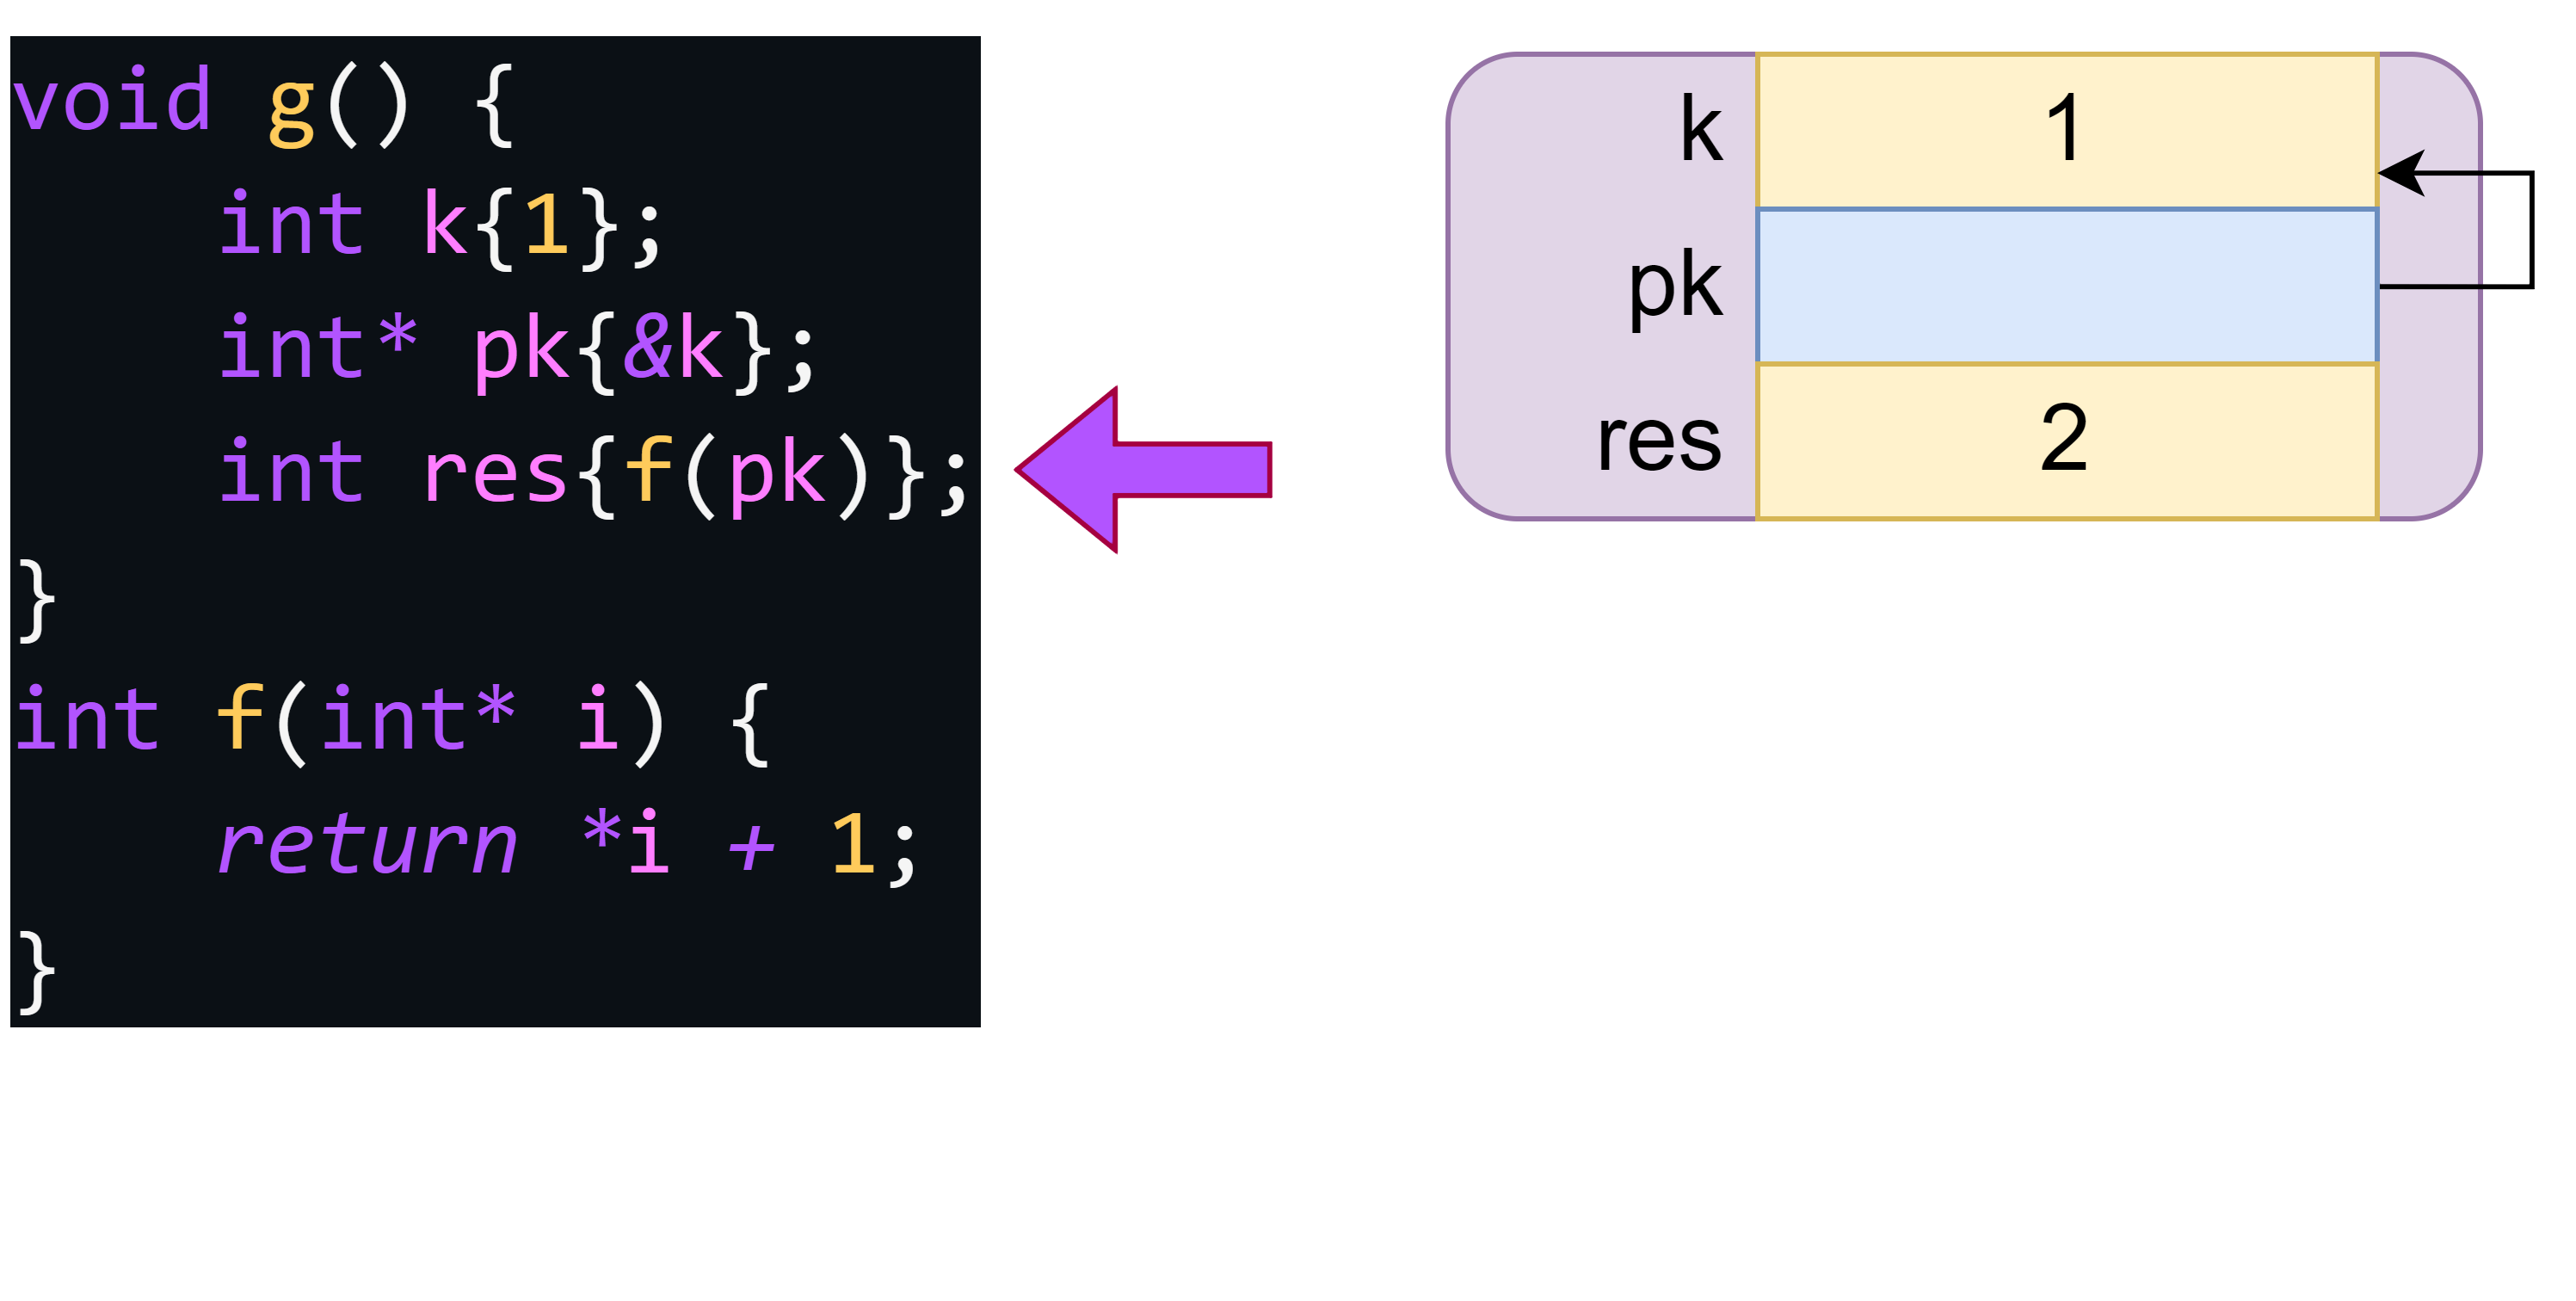 void g() {
    int k{1};
    int* pk{&k};
    int res{f(pk)};
}
int f(int* i) {
    return *i + 1;
}
k 1
pk
res 2